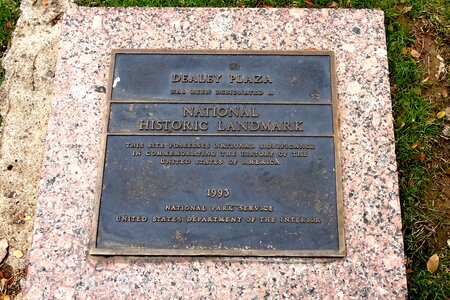 DEALEY PLAZA
HAS BEEN DESIGNATED A
NATIONAL
HISTORIC LANDMARK
THIS SITE POSSESSES NATIONAL SIGNIFICANCE
IN COMMEMORATING THE HISTORY OF THE
UNITED STATES OF AMERICA
1993
NATIONAL PARK SERVICE
UNITED STATES DEPARTMENT OF THE INTERIOR